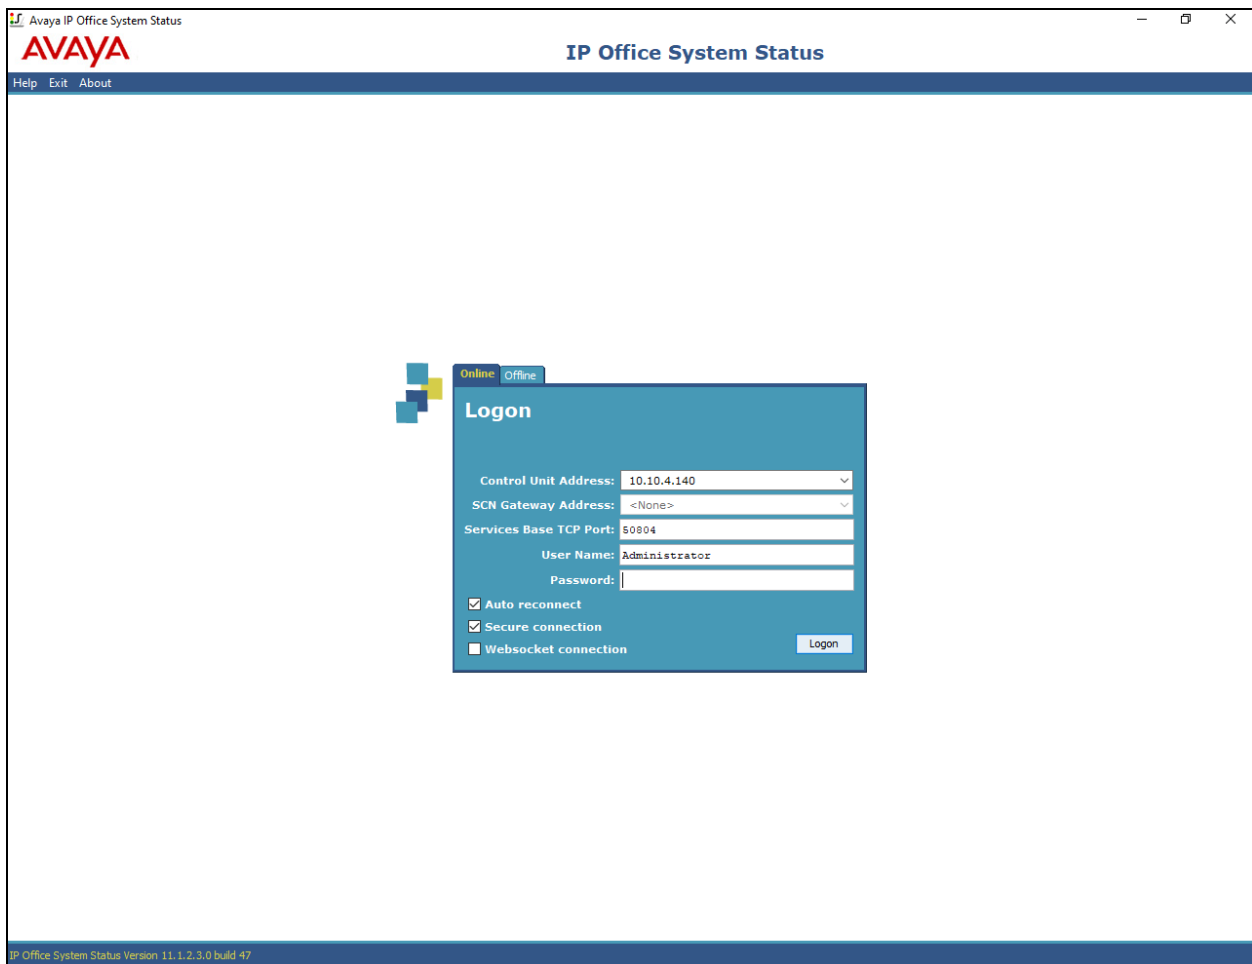 Avaya IP Office System Status
AVAYA
IP Office System Status
Help Exit About
Online Offline
Logon
Control Unit Address: 10.10.4.140
SCN Gateway Address: <None>
Services Base TCP Port: 50804
User Name: Administrator
Password:
Auto reconnect
Secure connection
Websocket connection
Logon
IP Office System Status Version 11.1.2.3.0 build 47